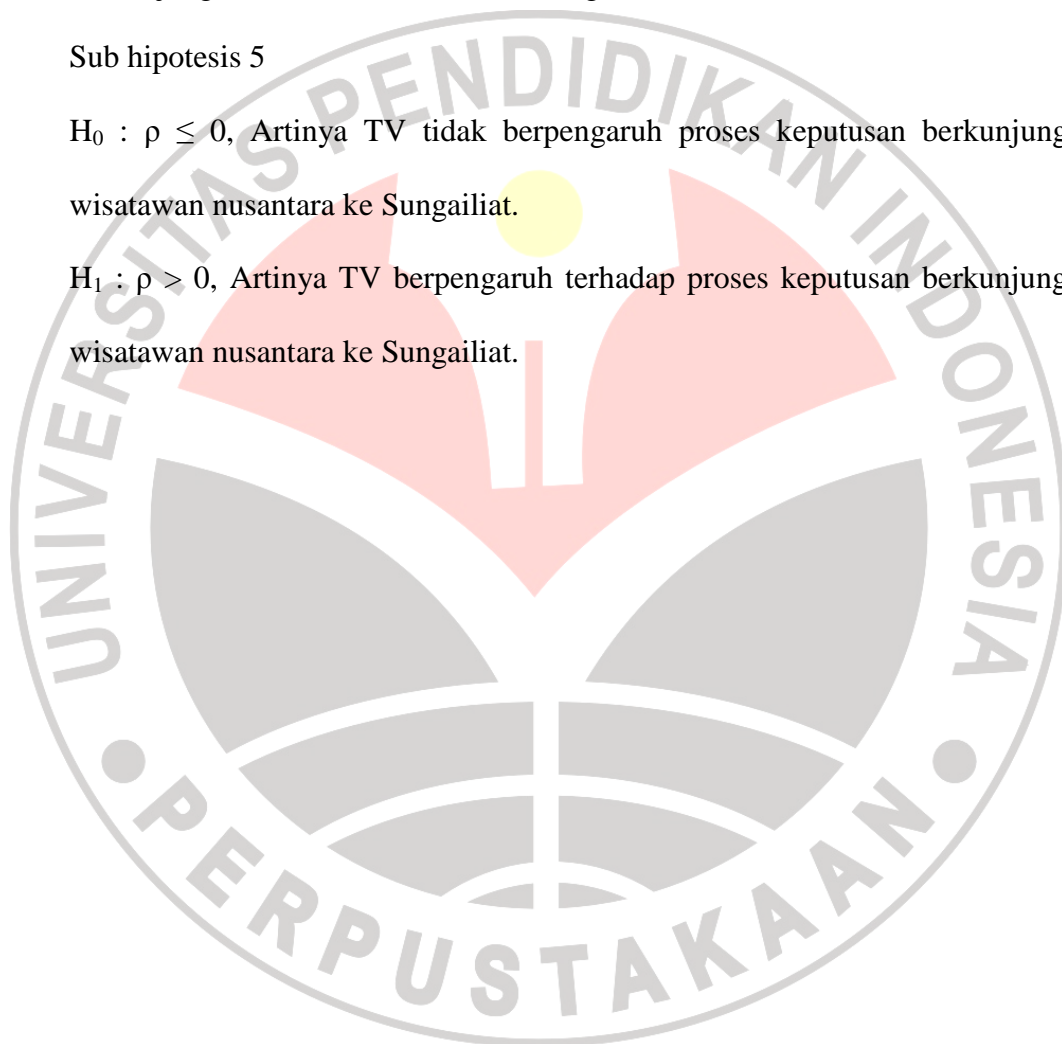 Sub hipotesis 5
H₀ : ρ ≤ 0, Artinya TV tidak berpengaruh proses keputusan berkunjung
wisatawan nusantara ke Sungailiat.
H₁ : ρ > 0, Artinya TV berpengaruh terhadap proses keputusan berkunjung
wisatawan nusantara ke Sungailiat.
UNIVERSITAS PENDIDIKAN INDONESIA
PERPUSTAKAAN